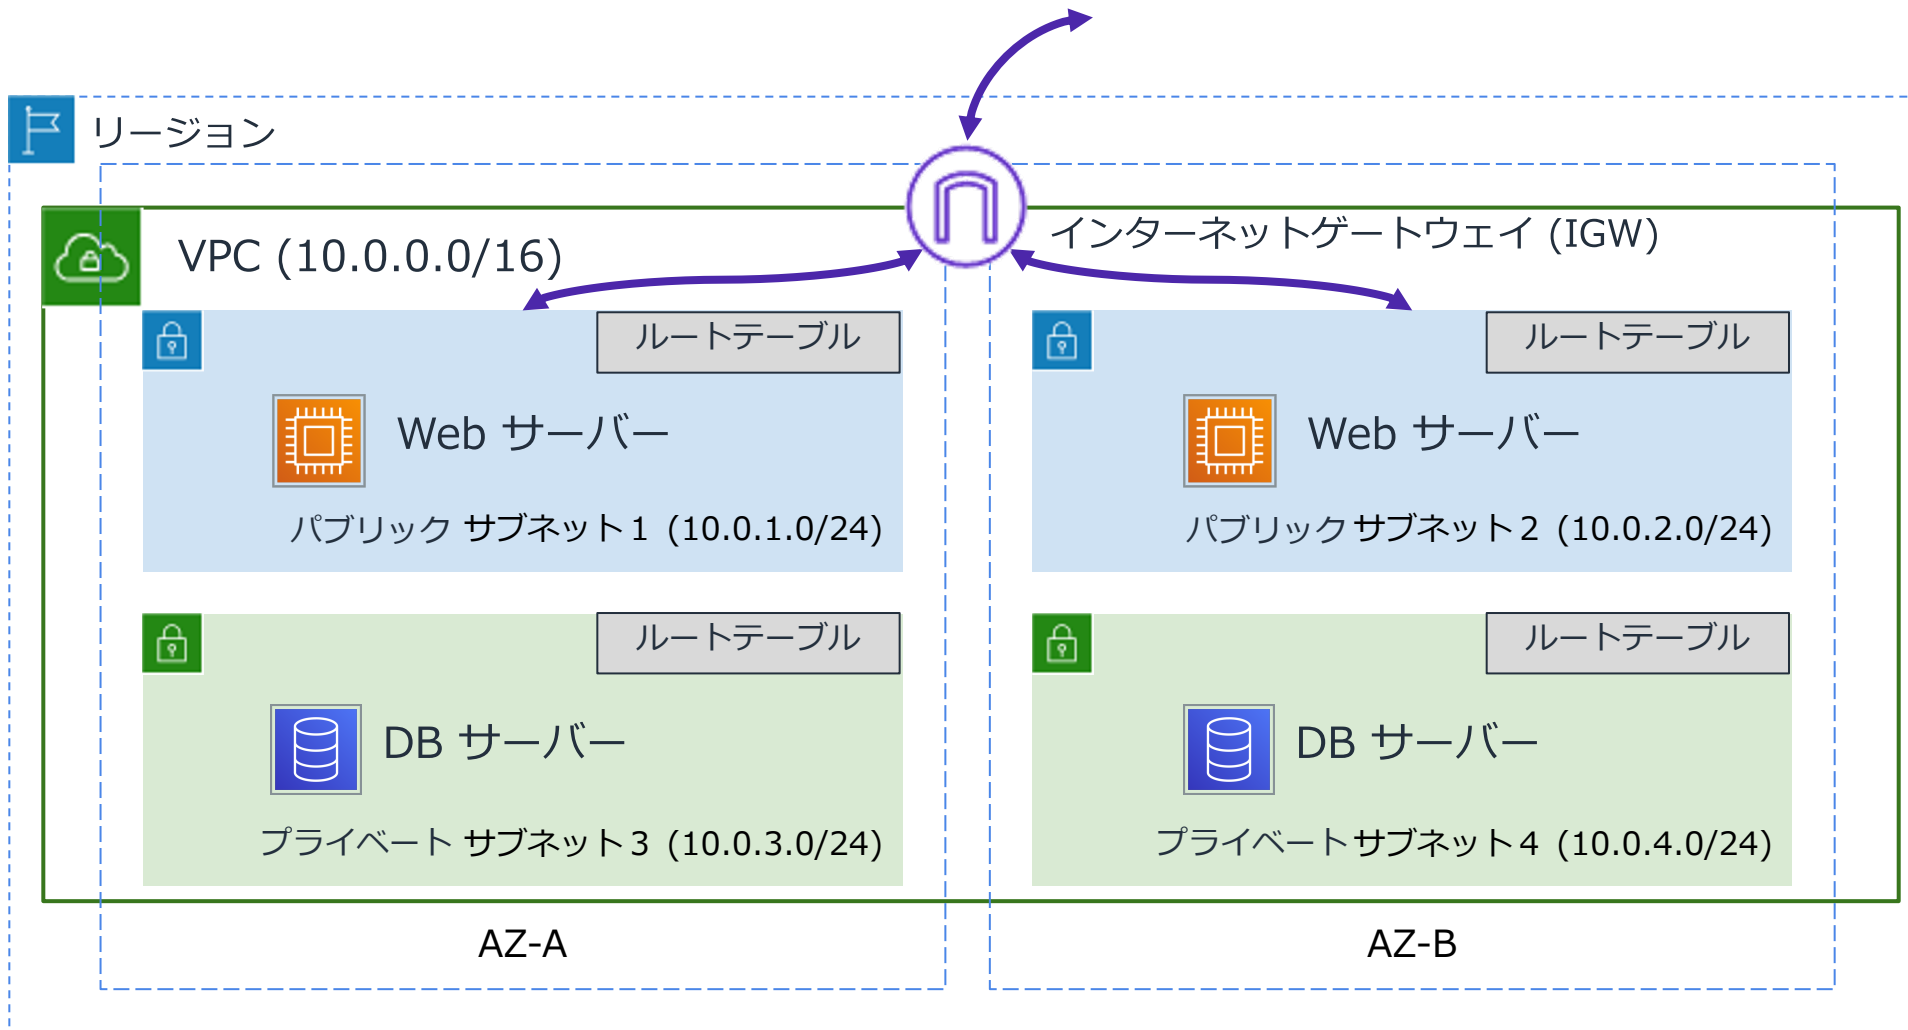 リージョン
インターネットゲートウェイ (IGW)
VPC (10.0.0.0/16)
ルートテーブル
Web サーバー
パブリック サブネット1 (10.0.1.0/24)
ルートテーブル
Web サーバー
パブリック サブネット2 (10.0.2.0/24)
ルートテーブル
DB サーバー
プライベート サブネット3 (10.0.3.0/24)
ルートテーブル
DB サーバー
プライベート サブネット4 (10.0.4.0/24)
AZ-A
AZ-B